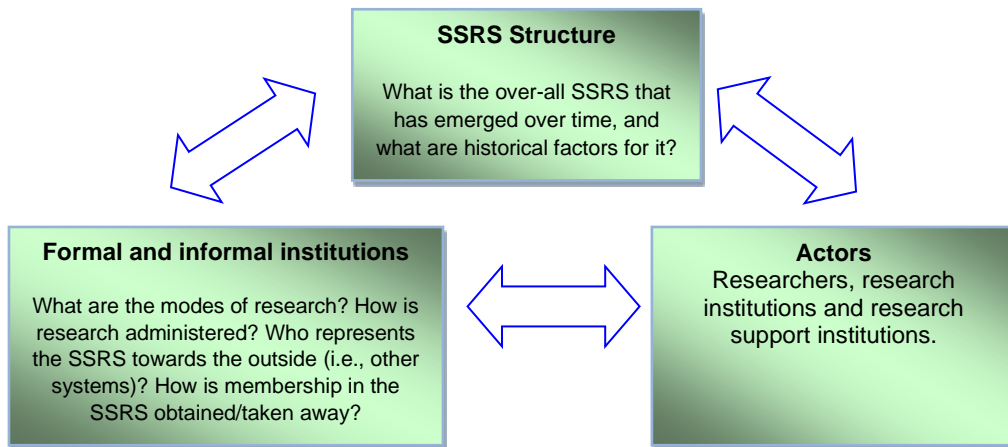 SSRS Structure
What is the over-all SSRS that
has emerged over time, and
what are historical factors for it?
Formal and informal institutions
What are the modes of research? How is
research administered? Who represents
the SSRS towards the outside (i.e., other
systems)? How is membership in the
SSRS obtained/taken away?
Actors
Researchers, research
institutions and research
support institutions.